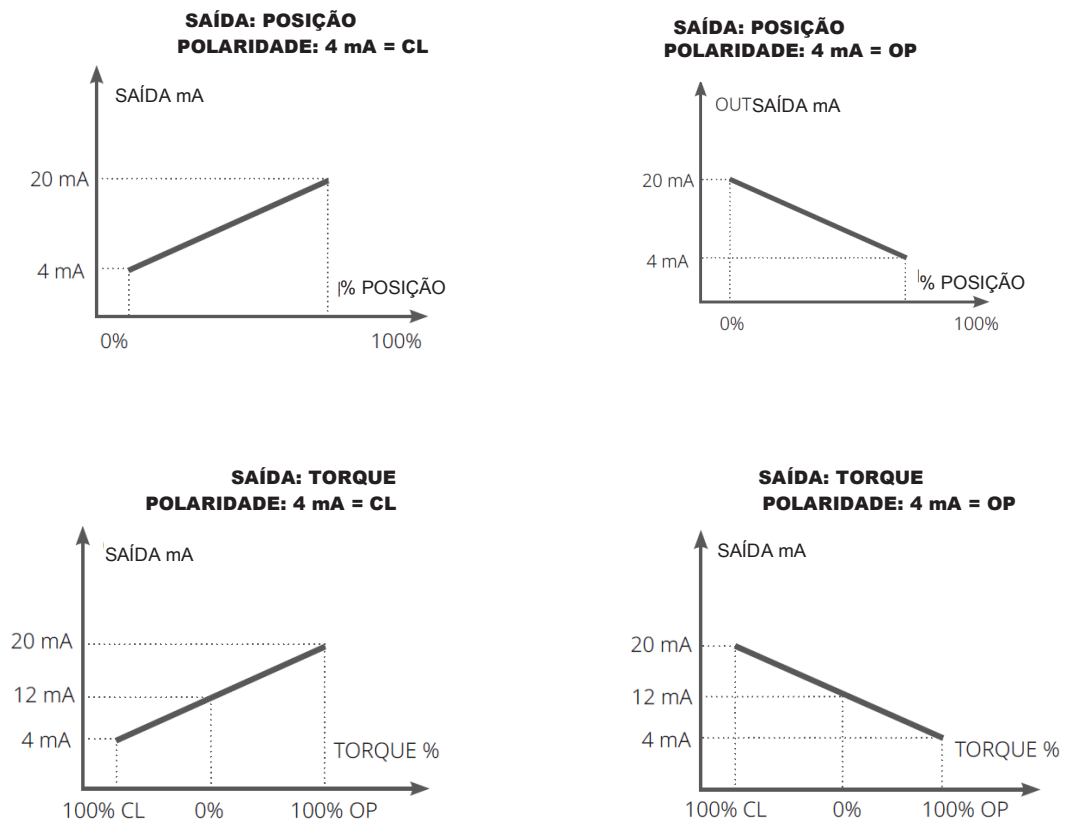 SAÍDA: POSIÇÃO
POLARIDADE: 4 mA = CL
SAÍDA mA
20 mA
4 mA
% POSIÇÃO
0%
100%
SAÍDA: POSIÇÃO
POLARIDADE: 4 mA = OP
OUTSAÍDA mA
20 mA
4 mA
% POSIÇÃO
0%
100%
SAÍDA: TORQUE
POLARIDADE: 4 mA = CL
SAÍDA mA
20 mA
12 mA
4 mA
TORQUE %
100% CL
0%
100% OP
SAÍDA: TORQUE
POLARIDADE: 4 mA = OP
SAÍDA mA
20 mA
12 mA
4 mA
TORQUE %
100% CL
0%
100% OP